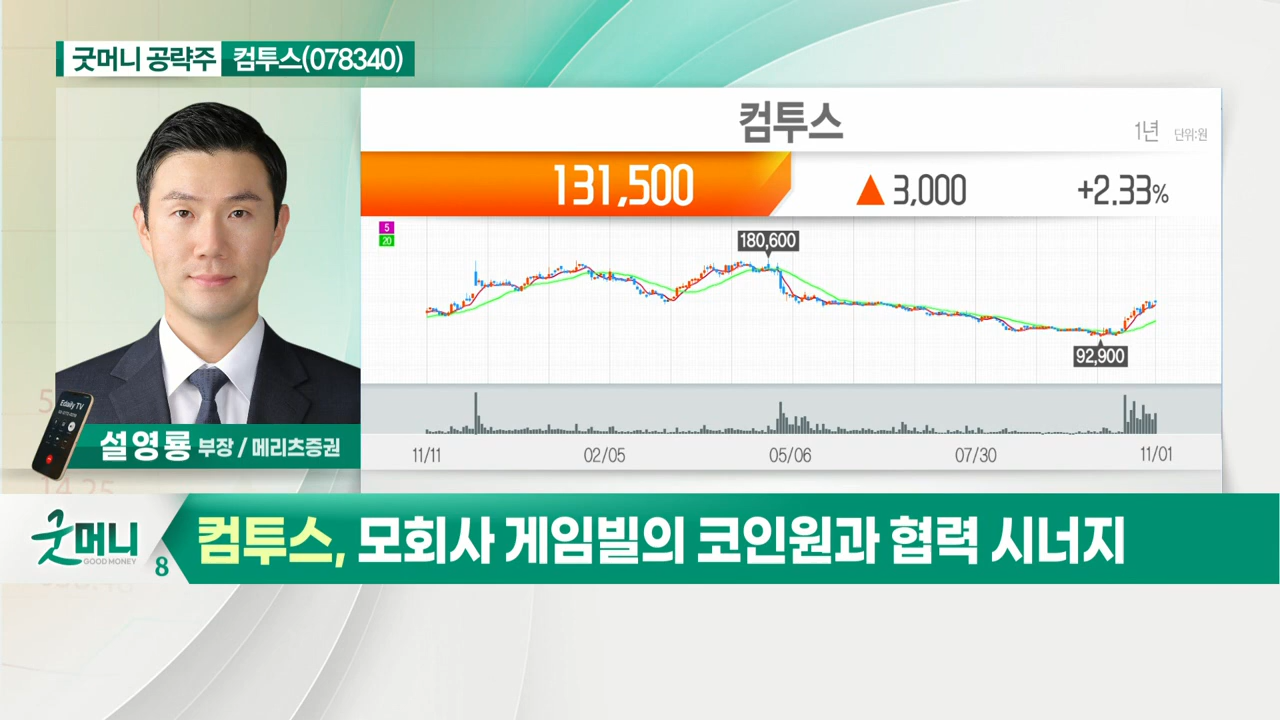 굿머니 공략주 컴투스(078340)
컴투스
1년 단위:원
131,500 ▲ 3,000 +2.33%
5
20
180,600
92,900
11/11 02/05 05/06 07/30 11/01
Edaily TV
설영룡 부장 / 메리츠증권
14.25
굿머니
GOOD MONEY
8
컴투스, 모회사 게임빌의 코인원과 협력 시너지